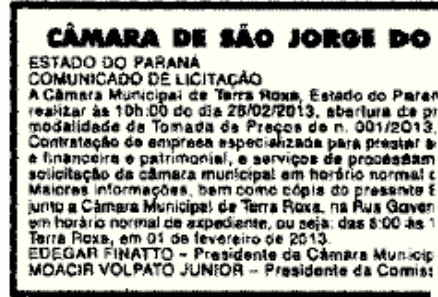 CÂMARA DE SÃO JORGE DO
ESTADO DO PARANÁ
COMUNICADO DE LICITAÇÃO
A Câmara Municipal de Terra Roxa, Estado do Paran
realizar às 10h:00 do dia 26/02/2013, abertura de pr
modalidade de Tomada de Preços de n. 001/2013.
Contratação de empresa especializada para prestar s
e financeira e patrimonial, e serviços de processam
solicitação da câmara municipal em horário normal c
Maiores informações, bem como cópia do presente E
junto a Câmara Municipal de Terra Roxa, na Rua Gover
em horário normal de expediente, ou seja: das 8:00 às 1
Terra Roxa, em 01 de fevereiro de 2013.
EDEGAR FINATTO – Presidente da Câmara Municip
MOACIR VOLPATO JUNIOR – Presidente da Comiss